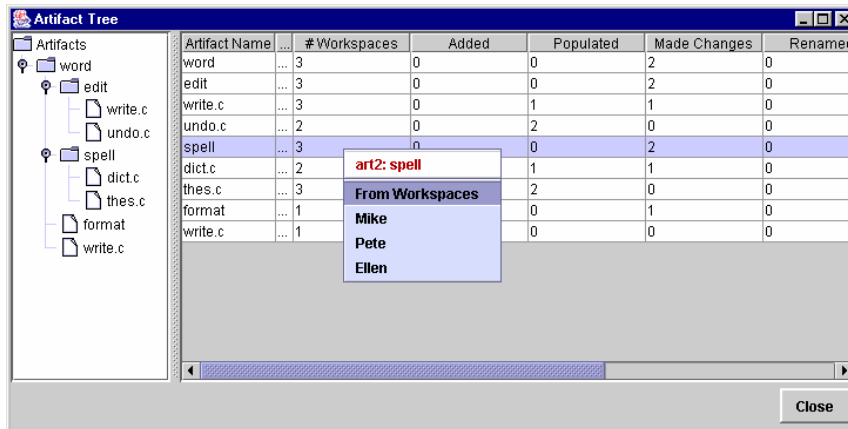 Artifact Tree
Artifacts
word
edit
write.c
undo.c
spell
dict.c
thes.c
format
write.c
Artifact Name ... # Workspaces Added Populated Made Changes Renamed
word ... 3 0 0 2 0
edit ... 3 0 0 2 0
write.c ... 3 0 1 1 0
undo.c ... 2 0 2 0 0
spell ... 3 0 0 2 0
dict.c ... 2 1 1 0
thes.c ... 3 2 0 0
format ... 1 0 1 0
write.c ... 1 0 0 0
art2: spell
From Workspaces
Mike
Pete
Ellen
Close